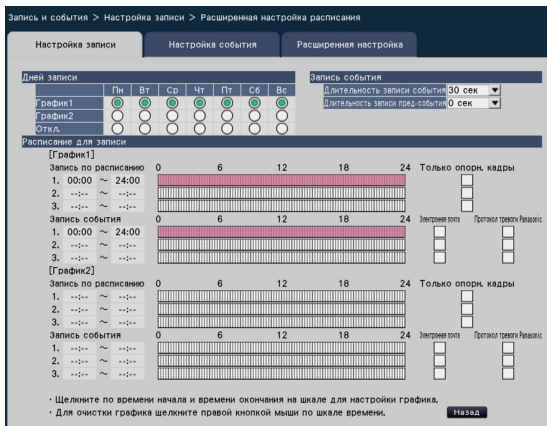 Запись и события > Настройка записи > Расширенная настройка расписания
Настройка записи Настройка события Расширенная настройка
Дней записи Запись события
Пн Вт Ср Чт Пт Сб Вс
Длительность записи события 30 сек
График1
Длительность записи пред-события 0 сек
График2
Откл.
Расписание для записи
[График1]
Запись по расписанию 0 6 12 18 24 Только опорн. кадры
1. 00:00 ~ 24:00
2. --:-- ~ --:--
3. --:-- ~ --:--
Запись события 0 6 12 18 24 Электронная почта Протокол тревоги Panasonic
1. 00:00 ~ 24:00
2. --:-- ~ --:--
3. --:-- ~ --:--
[График2]
Запись по расписанию 0 6 12 18 24 Только опорн. кадры
1. --:-- ~ --:--
2. --:-- ~ --:--
3. --:-- ~ --:--
Запись события 0 6 12 18 24 Электронная почта Протокол тревоги Panasonic
1. --:-- ~ --:--
2. --:-- ~ --:--
3. --:-- ~ --:--
· Щелкните по времени начала и времени окончания на шкале для настройки графика.
· Для очистки графика щелкните правой кнопкой мыши по шкале времени. Назад